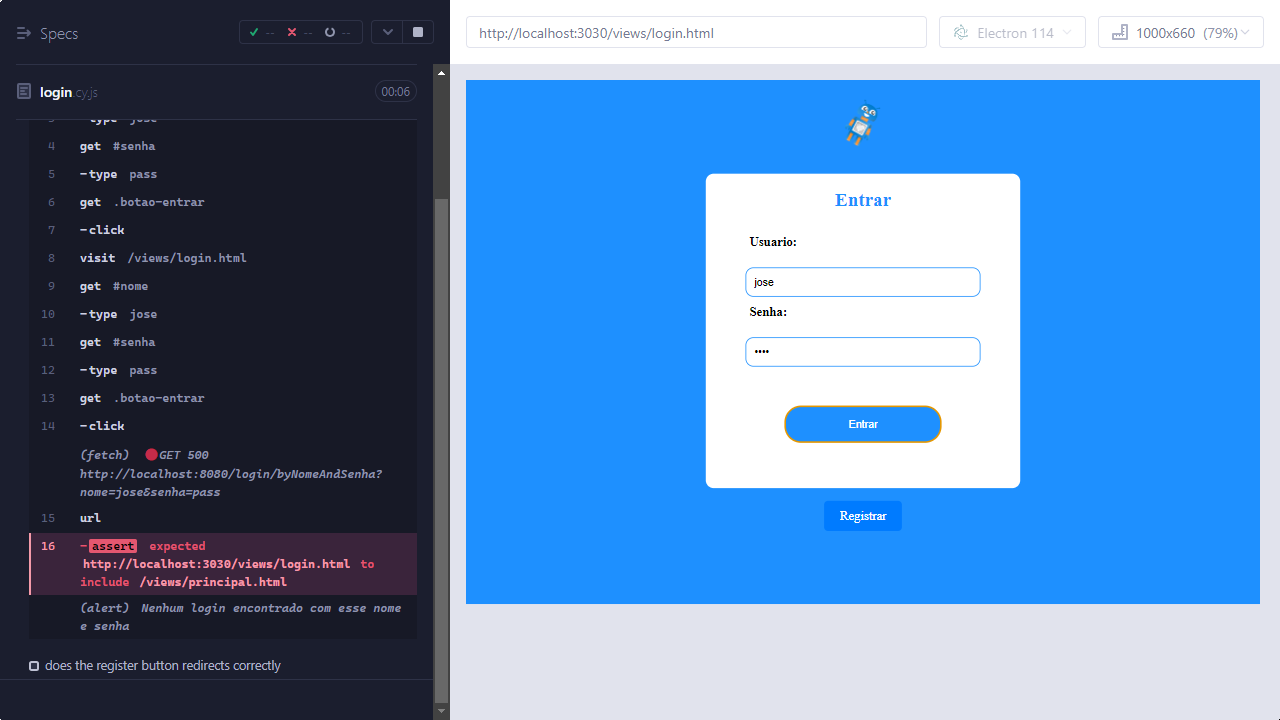 Specs
-- -- --
http://localhost:3030/views/login.html
Electron 114
1000x660 (79%)
login.cy.js
00:06
3 -type jose
4 get #senha
5 -type pass
6 get .botao-entrar
7 -click
8 visit /views/login.html
9 get #nome
10 -type jose
11 get #senha
12 -type pass
13 get .botao-entrar
14 -click
(fetch) GET 500
http://localhost:8080/login/byNomeAndSenha?
nome=jose&senha=pass
15 url
16 -assert expected
http://localhost:3030/views/login.html to
include /views/principal.html
(alert) Nenhum login encontrado com esse nome
e senha
does the register button redirects correctly
Entrar
Usuario:
jose
Senha:
••••
Entrar
Registrar